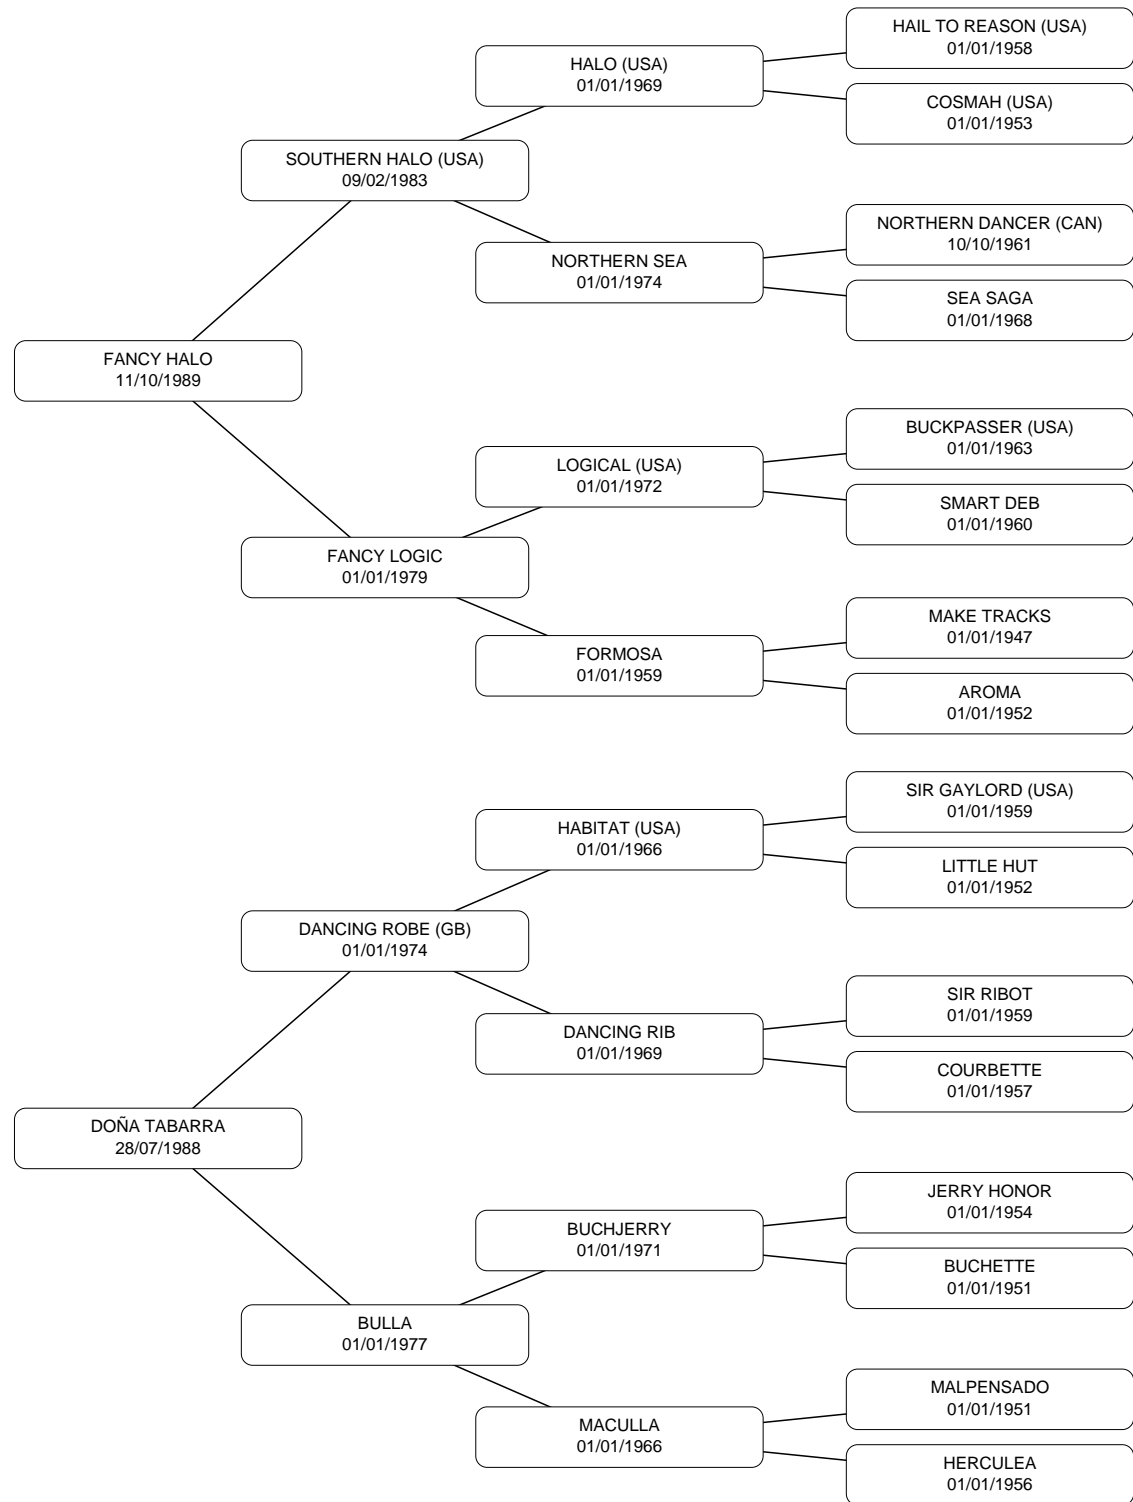 HAIL TO REASON (USA)
01/01/1958
HALO (USA)
01/01/1969
COSMAH (USA)
01/01/1953
SOUTHERN HALO (USA)
09/02/1983
NORTHERN DANCER (CAN)
10/10/1961
NORTHERN SEA
01/01/1974
SEA SAGA
01/01/1968
FANCY HALO
11/10/1989
BUCKPASSER (USA)
01/01/1963
LOGICAL (USA)
01/01/1972
SMART DEB
01/01/1960
FANCY LOGIC
01/01/1979
MAKE TRACKS
01/01/1947
FORMOSA
01/01/1959
AROMA
01/01/1952
SIR GAYLORD (USA)
01/01/1959
HABITAT (USA)
01/01/1966
LITTLE HUT
01/01/1952
DANCING ROBE (GB)
01/01/1974
SIR RIBOT
01/01/1959
DANCING RIB
01/01/1969
COURBETTE
01/01/1957
DOÑA TABARRA
28/07/1988
JERRY HONOR
01/01/1954
BUCHJERRY
01/01/1971
BUCHETTE
01/01/1951
BULLA
01/01/1977
MALPENSADO
01/01/1951
MACULLA
01/01/1966
HERCULEA
01/01/1956